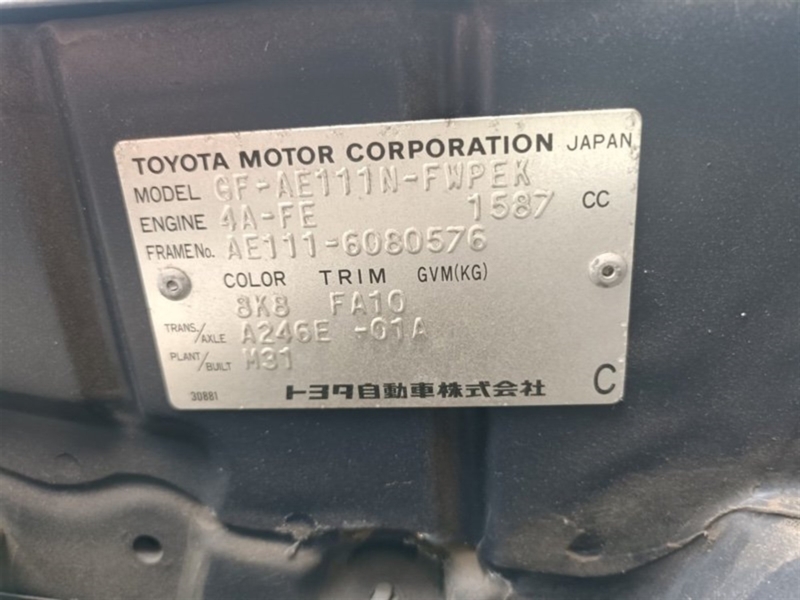 TOYOTA MOTOR CORPORATION JAPAN
MODEL GF-AE111N-FWPEK
ENGINE 4A-FE 1587 CC
FRAME No. AE111-6080576
COLOR TRIM GVM(KG)
8K8 FA10
TRANS./AXLE A246E -01A
PLANT/BUILT M31
30881 トヨタ自動車株式会社 C